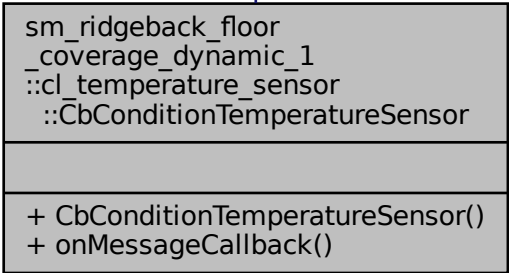 sm_ridgeback_floor
_coverage_dynamic_1
::cl_temperature_sensor
::CbConditionTemperatureSensor
+ CbConditionTemperatureSensor()
+ onMessageCallback()